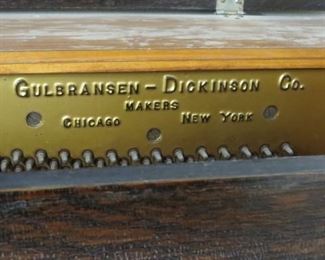 Gulbransen – Dickinson Co.
Makers
Chicago New York